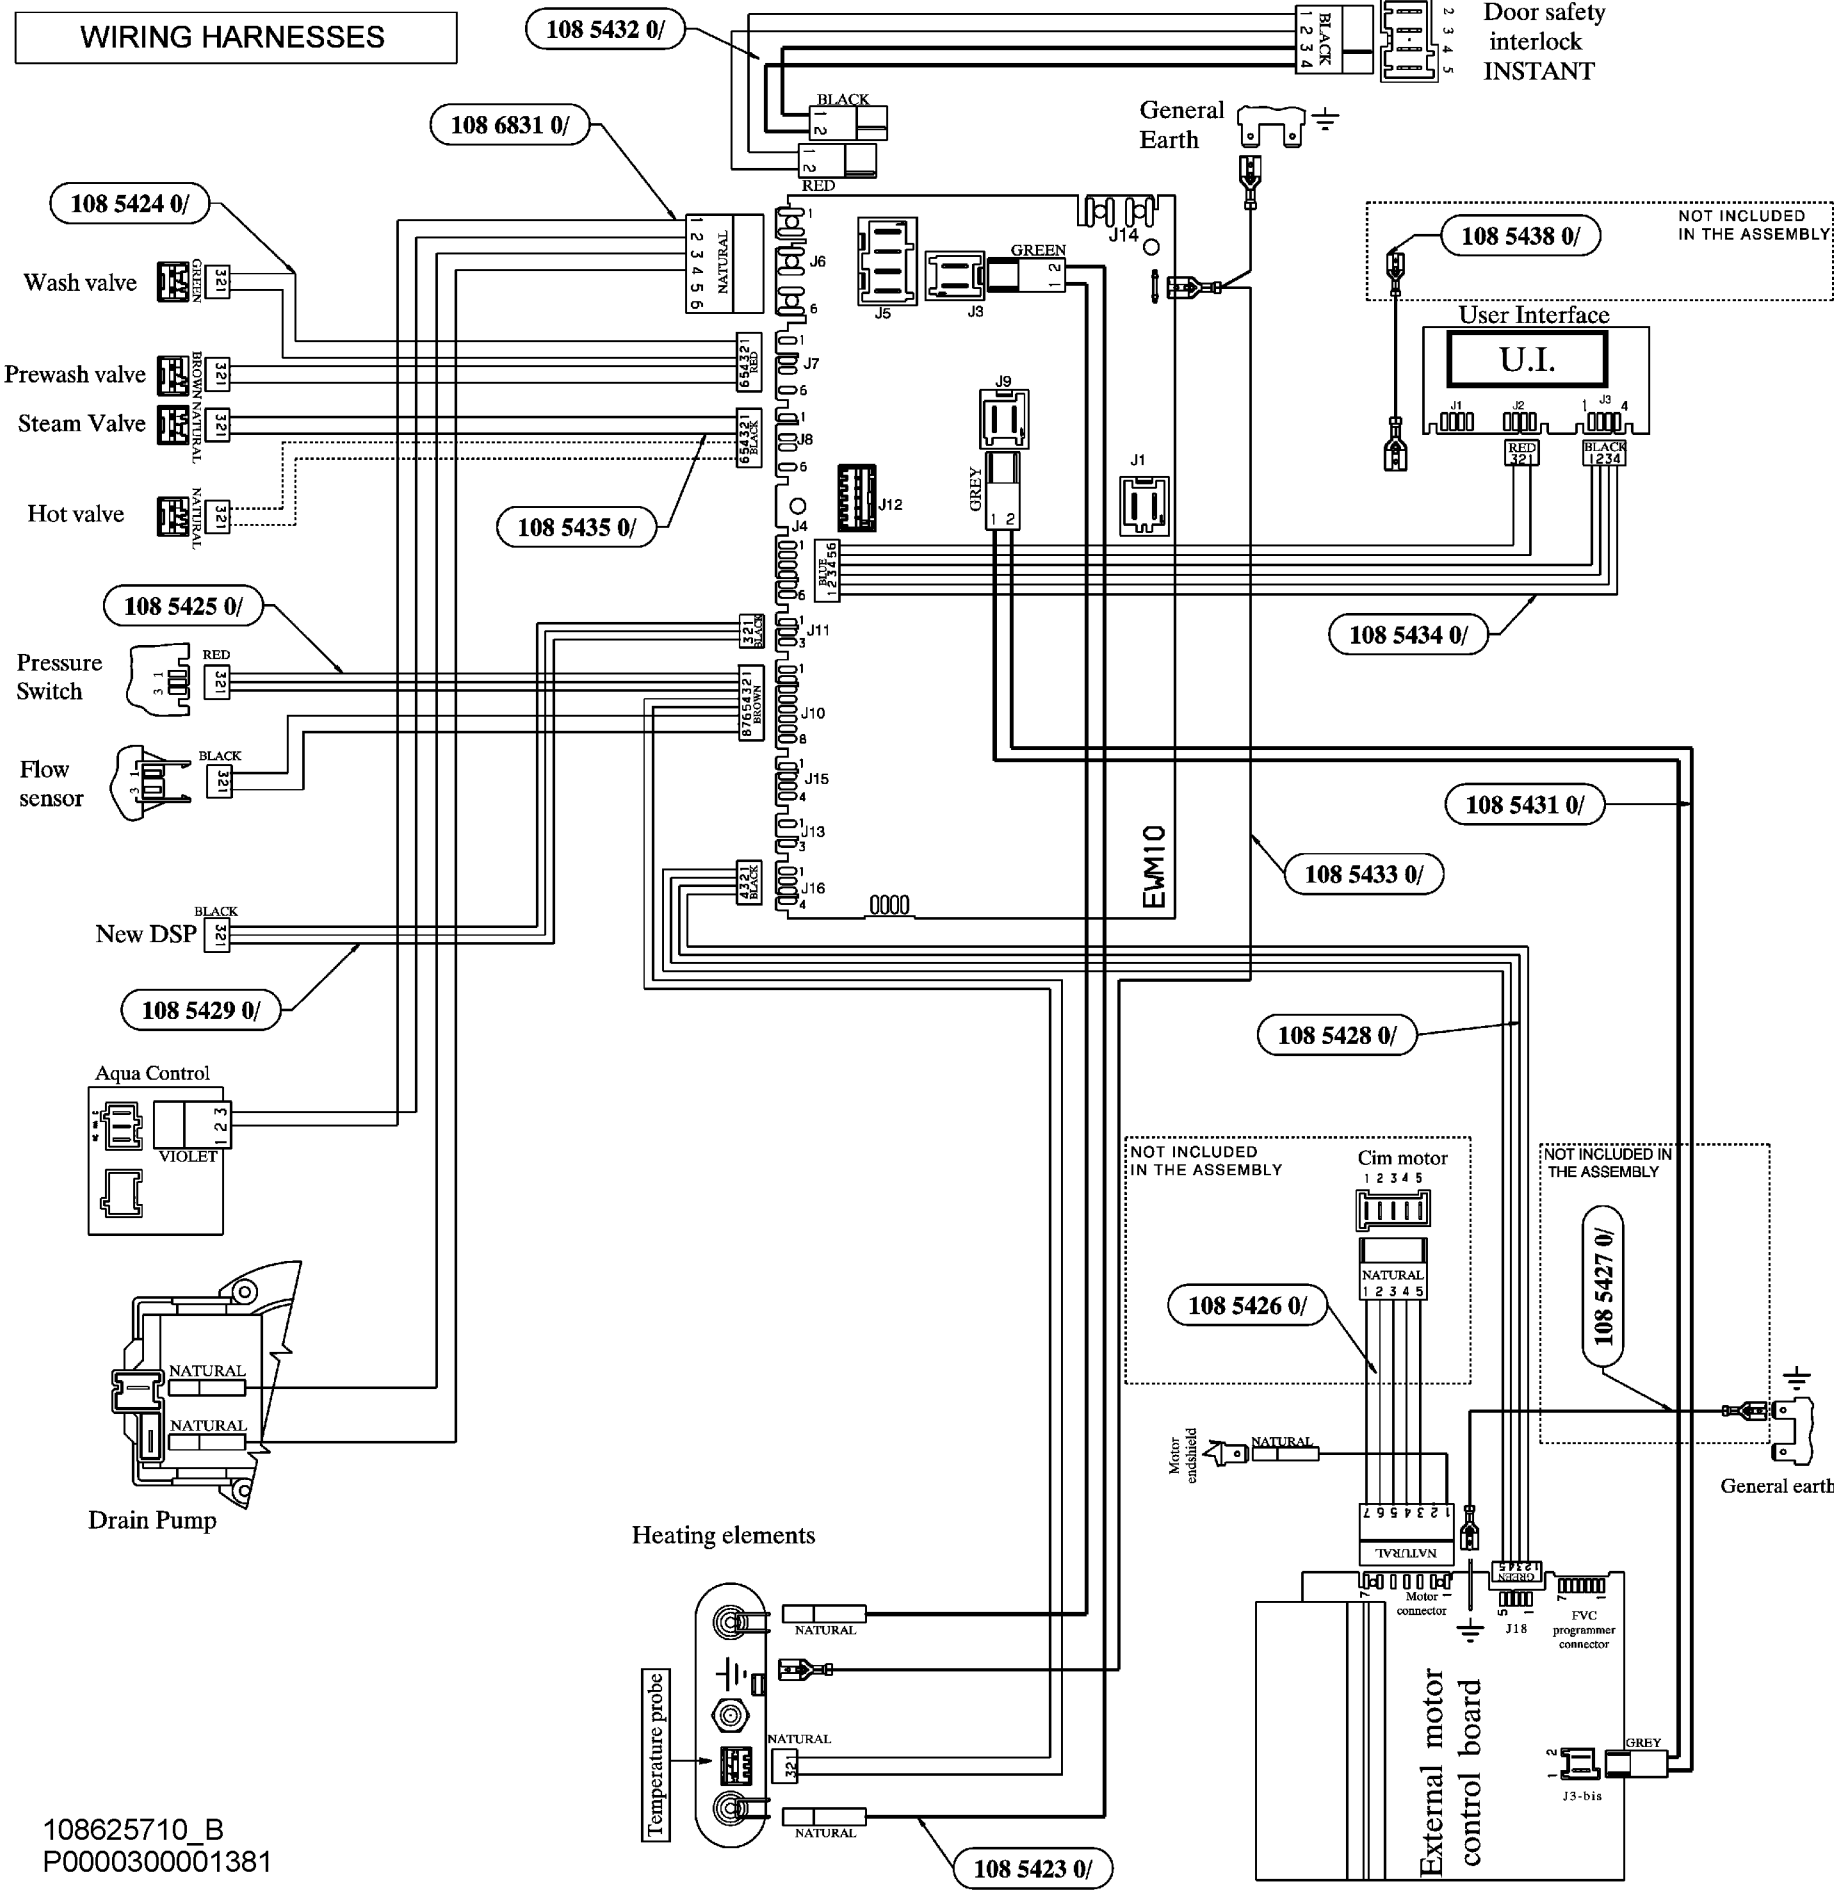 WIRING HARNESSES
108 5432 0/
1 2 3 4
BLACK
2 3 4 5
Door safety
interlock
INSTANT
BLACK
1 2
1 2
RED
General
Earth
108 6831 0/
108 5424 0/
NOT INCLUDED
IN THE ASSEMBLY
108 5438 0/
1 2 3 4 5 6
NATURAL
1
J6
6
J5
J3
GREEN
1 2
J14
Wash valve
GREEN
321
User Interface
U.I.
J1
J2
1 J3 4
RED
321
BLACK
1234
654321
RED
1
J7
6
Prewash valve
BROWN
321
Steam Valve
NATURAL
321
654321
BLACK
1
J8
6
J9
GREY
1 2
J1
J12
Hot valve
NATURAL
321
108 5435 0/
J4
1
6
BLUE
123456
108 5425 0/
108 5434 0/
321
BLACK
1
J11
3
Pressure
Switch
1
3
RED
321
87654321
BROWN
1
J10
8
Flow
sensor
1
3
BLACK
321
1
J15
4
108 5431 0/
1
J13
3
EWM10
108 5433 0/
4321
BLACK
1
J16
4
New DSP
BLACK
321
108 5429 0/
108 5428 0/
Aqua Control
1 2 3
VIOLET
NOT INCLUDED
IN THE ASSEMBLY
Cim motor
1 2 3 4 5
NATURAL
1 2 3 4 5
108 5426 0/
NOT INCLUDED IN
THE ASSEMBLY
108 5427 0/
NATURAL
NATURAL
Drain Pump
Motor
endshield
NATURAL
General earth
7 6 5 4 3 2 1
NATURAL
Heating elements
NATURAL
7
1
Motor
connector
54321
GREEN
5
1
J18
7
1
FVC
programmer
connector
Temperature probe
NATURAL
321
NATURAL
108 5423 0/
External motor
control board
2
1
J3-bis
GREY
108625710_B
P0000300001381